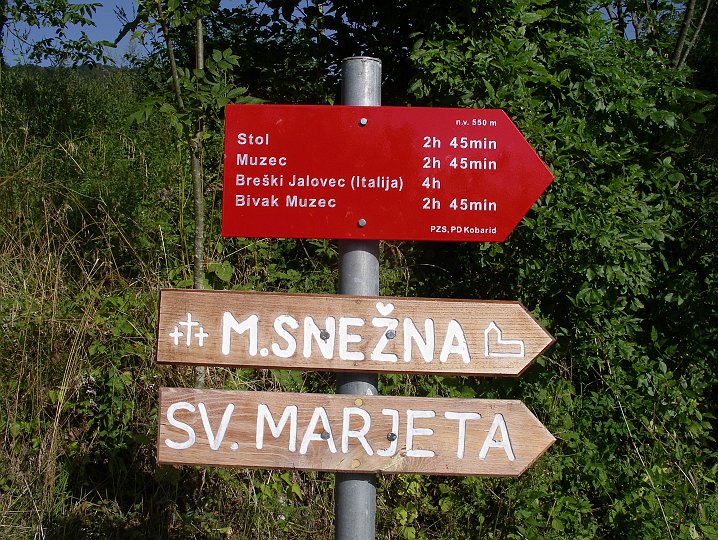 n.v. 550 m
Stol 2h 45min
Muzec 2h 45min
Breški Jalovec (Italija) 4h
Bivak Muzec 2h 45min
PZS, PD Kobarid
M.SNEŽNA
SV. MARJETA